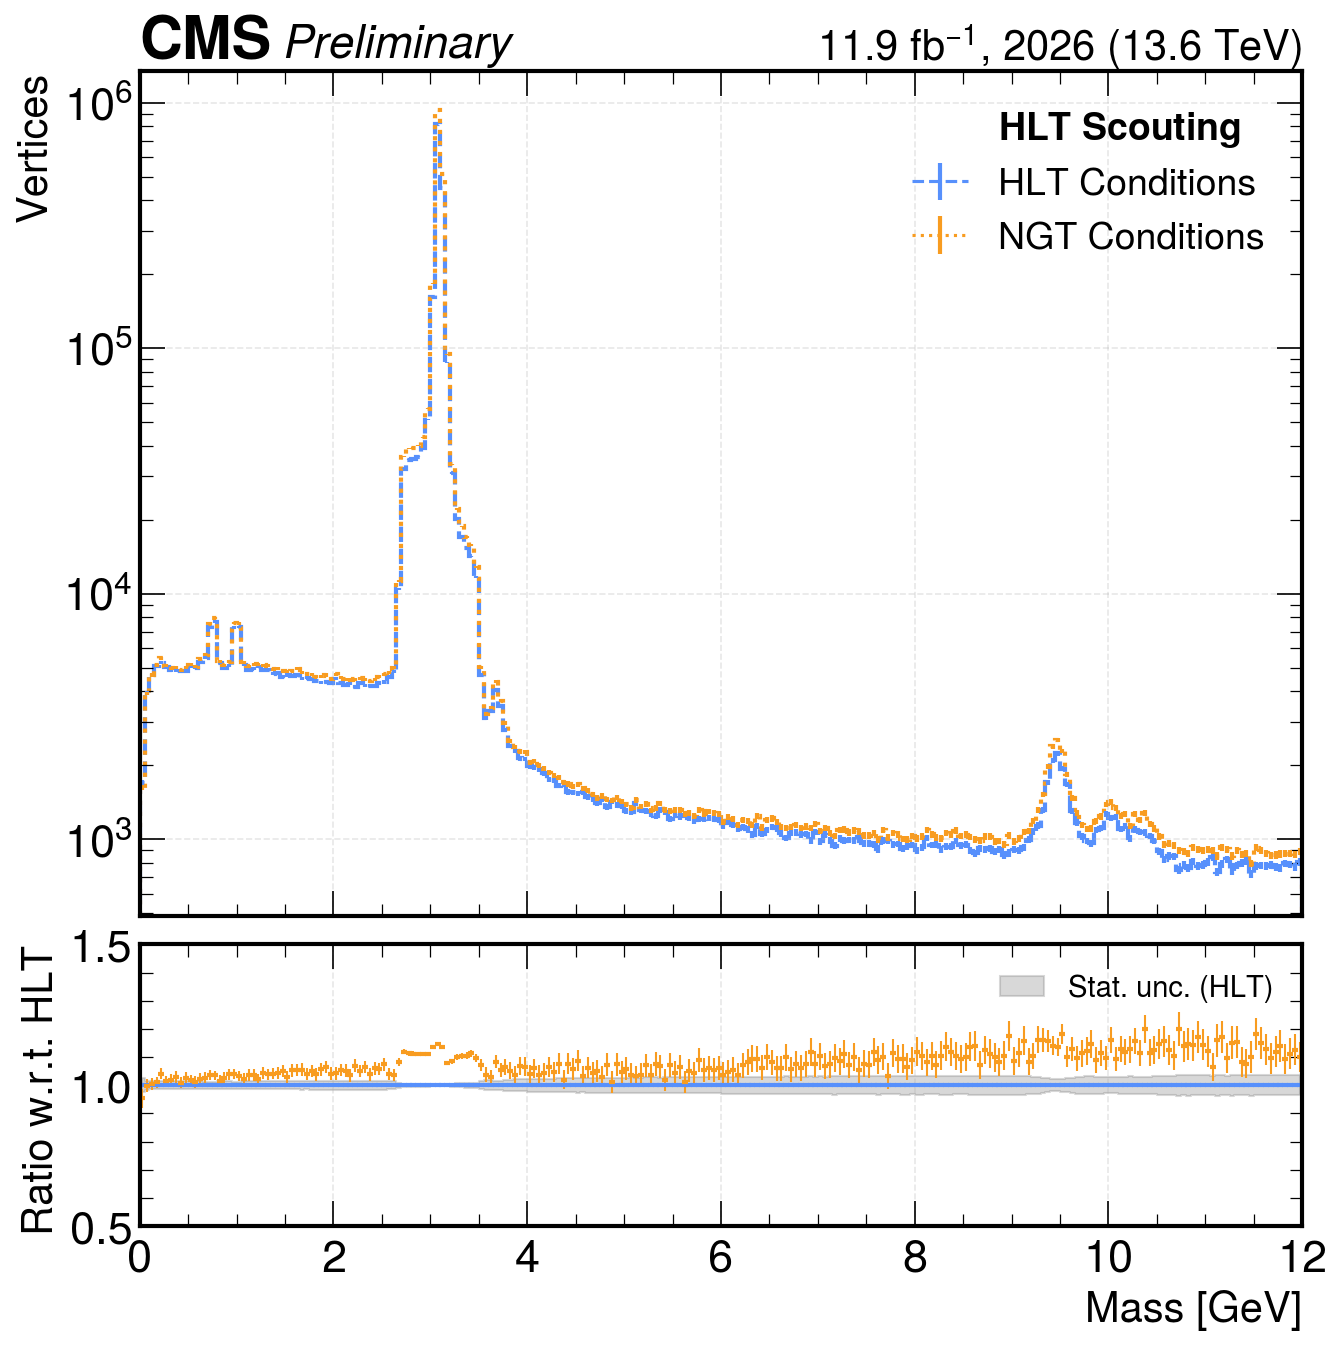 CMS Preliminary
11.9 fb⁻¹, 2026 (13.6 TeV)
Vertices
10⁶
10⁵
10⁴
10³
HLT Scouting
HLT Conditions
NGT Conditions
Ratio w.r.t. HLT
1.5
1.0
0.5
Stat. unc. (HLT)
0 2 4 6 8 10 12
Mass [GeV]